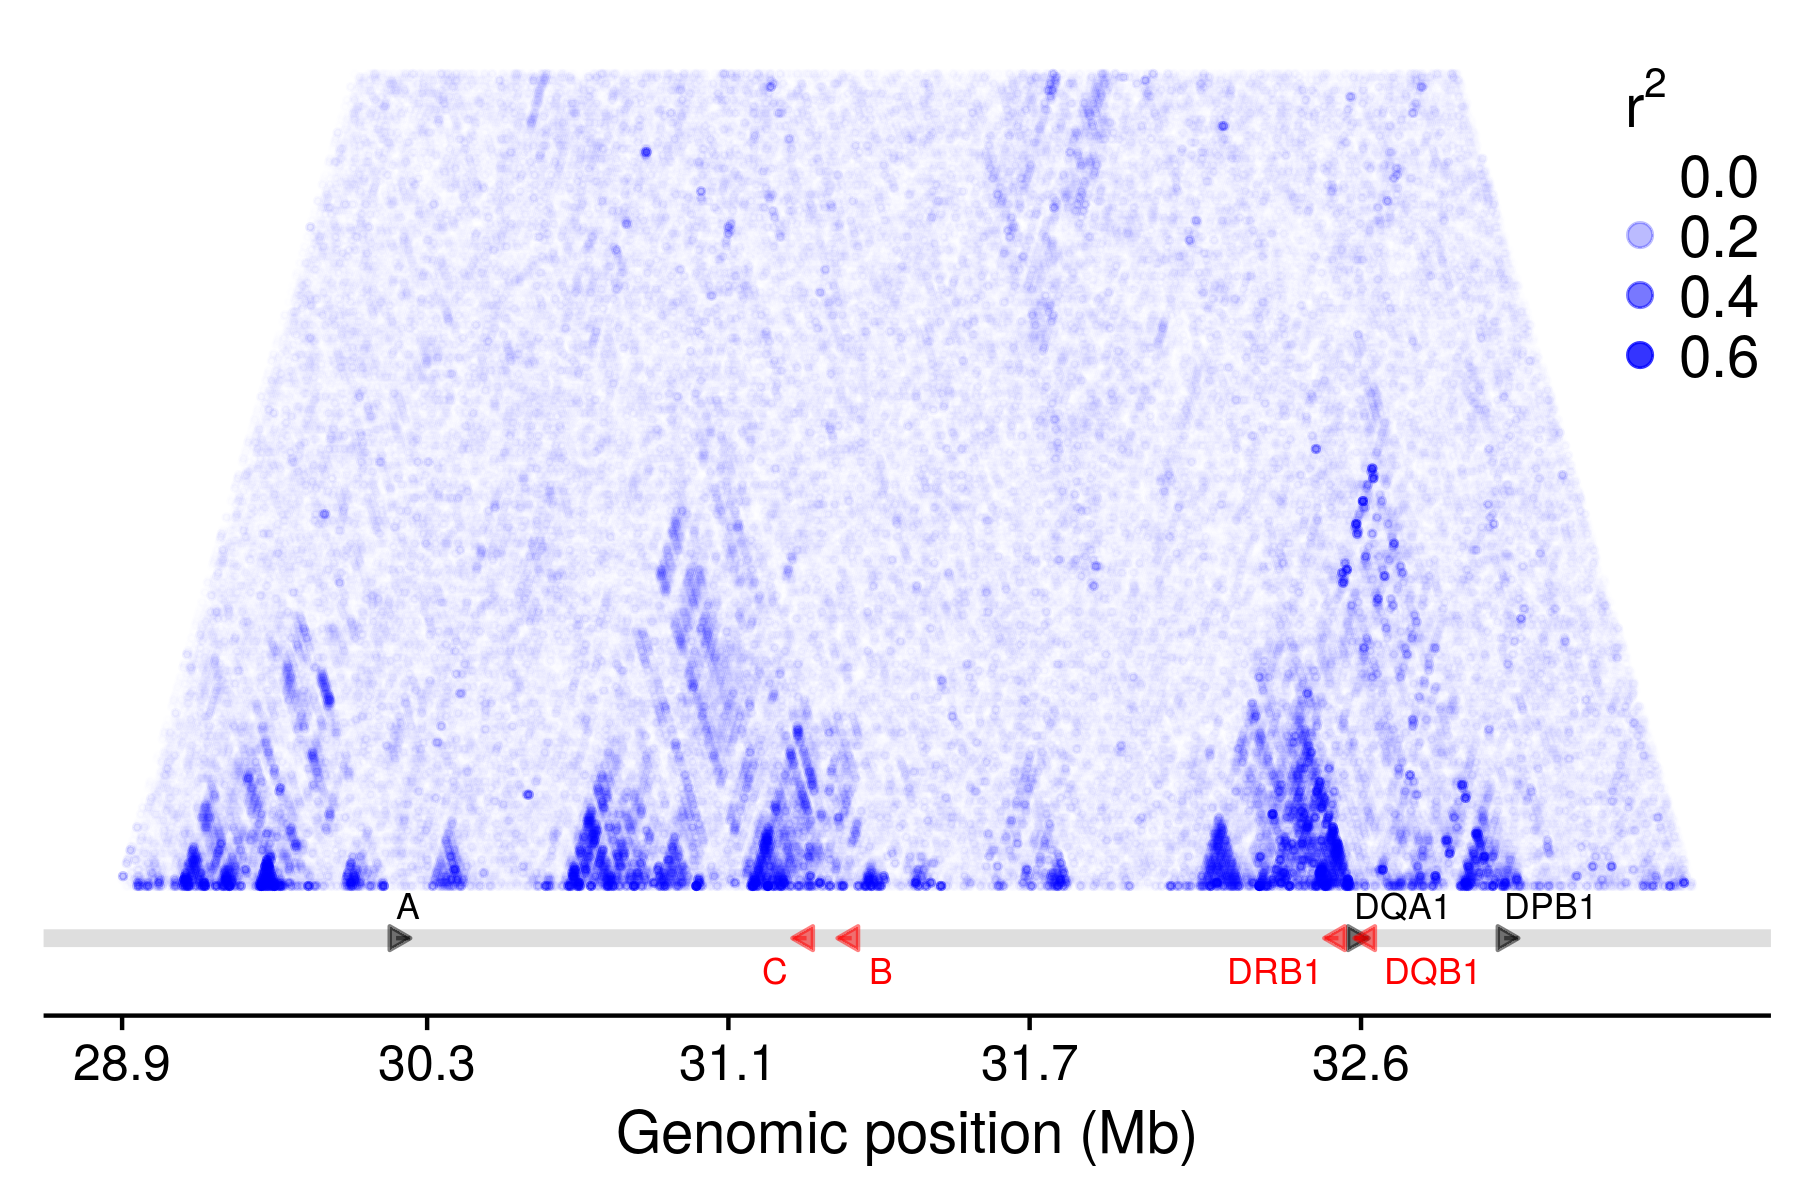 r2
0.0
0.2
0.4
0.6
A
DQA1
DPB1
C
B
DRB1
DQB1
28.9
30.3
31.1
31.7
32.6
Genomic position (Mb)